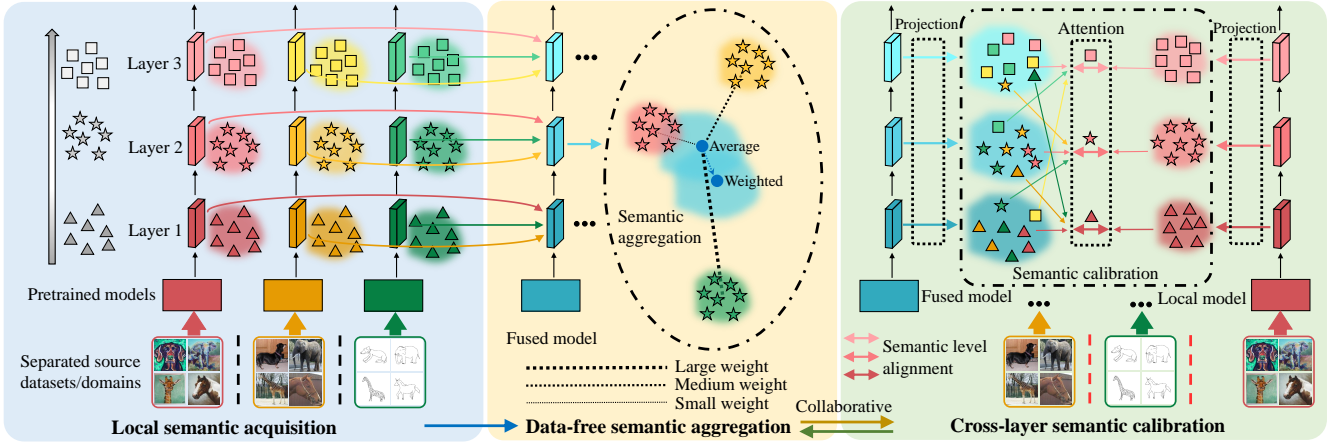 Layer 3
Layer 2
Layer 1
Pretrained models
Separated source
datasets/domains
Local semantic acquisition
Average
Weighted
Semantic
aggregation
Fused model
Large weight
Medium weight
Small weight
Data-free semantic aggregation
Collaborative
Projection
Attention
Projection
Semantic calibration
Fused model
Local model
Semantic level
alignment
Cross-layer semantic calibration